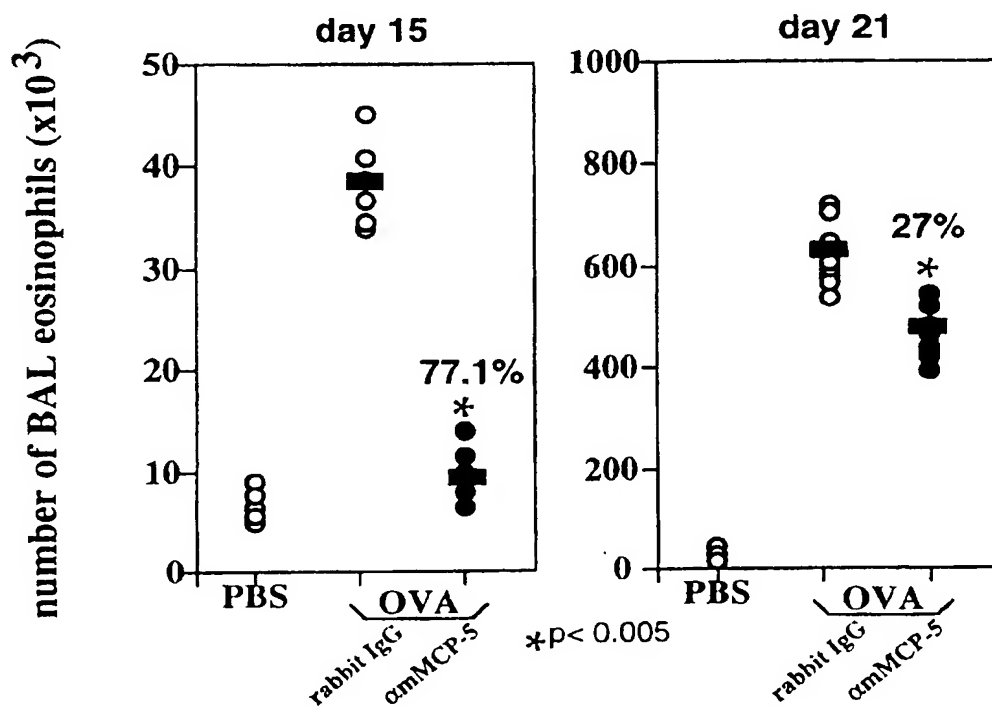 number of BAL eosinophils (x10³)
day 15
50
40
30
20
10
0
77.1%
*
PBS
OVA
rabbit IgG
αmMCP-5
*p< 0.005
day 21
1000
800
600
400
200
0
27%
*
PBS
OVA
rabbit IgG
αmMCP-5